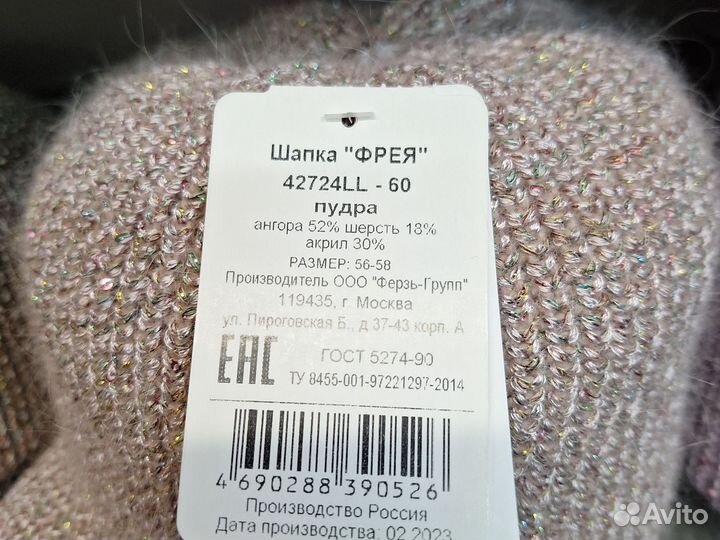 Шапка "ФРЕЯ"
42724LL - 60
пудра
ангора 52% шерсть 18%
акрил 30%
РАЗМЕР: 56-58
Производитель ООО "Ферзь-Групп"
119435, г. Москва
ул. Пироговская Б., д 37-43 корп. А
ЕАС
ГОСТ 5274-90
ТУ 8455-001-97221297-2014
4 690288 390526
Производство Россия
Дата производства: 02.2023
Avito